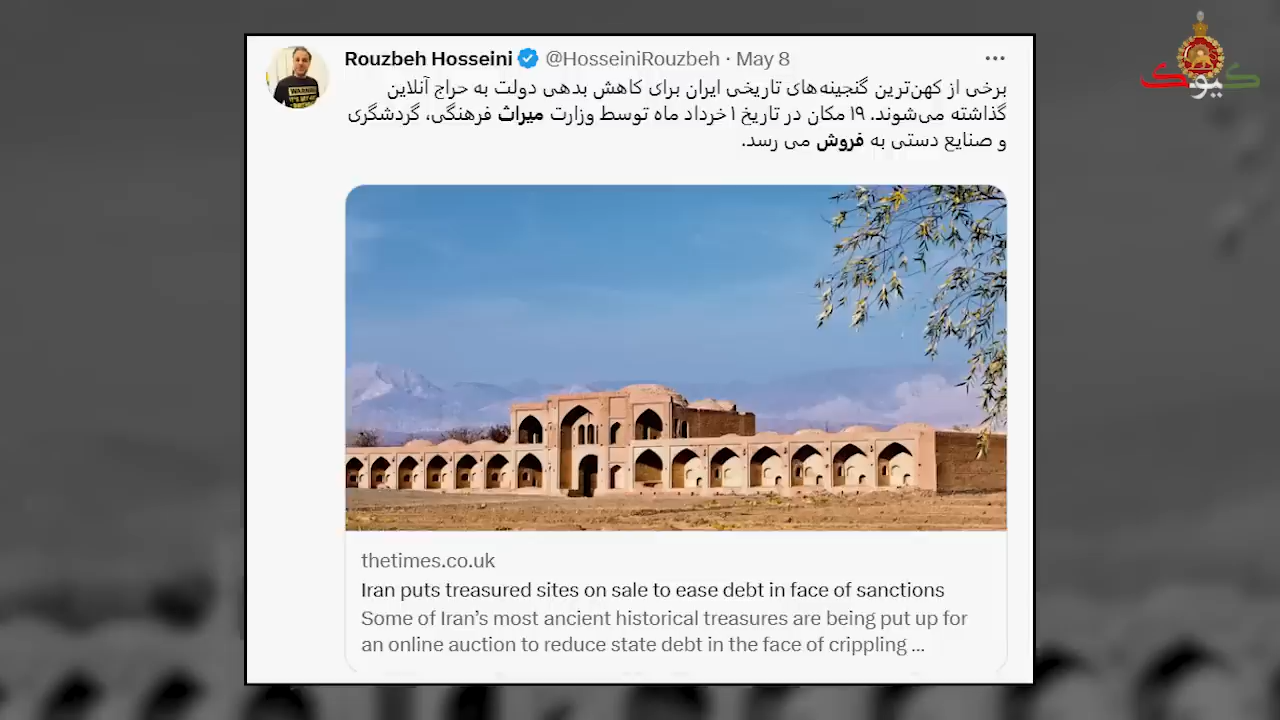 Rouzbeh Hosseini @HosseiniRouzbeh · May 8
برخی از کهن‌ترین گنجینه‌های تاریخی ایران برای کاهش بدهی دولت به حراج آنلاین
گذاشته می‌شوند. ۱۹ مکان در تاریخ ۱ خرداد ماه توسط وزارت میراث فرهنگی، گردشگری
و صنایع دستی به فروش می رسد.
thetimes.co.uk
Iran puts treasured sites on sale to ease debt in face of sanctions
Some of Iran's most ancient historical treasures are being put up for
an online auction to reduce state debt in the face of crippling ...
کیوک